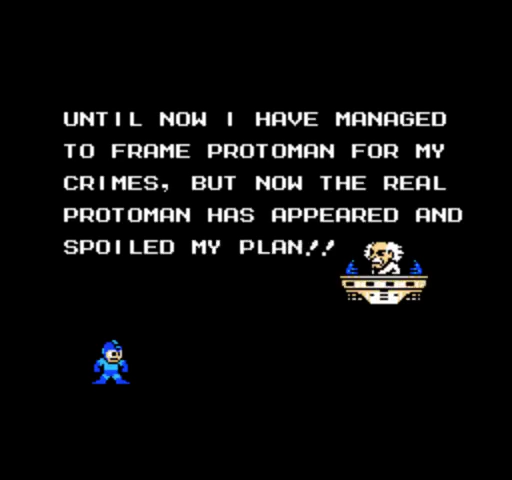 UNTIL NOW I HAVE MANAGED
TO FRAME PROTOMAN FOR MY
CRIMES, BUT NOW THE REAL
PROTOMAN HAS APPEARED AND
SPOILED MY PLAN!!